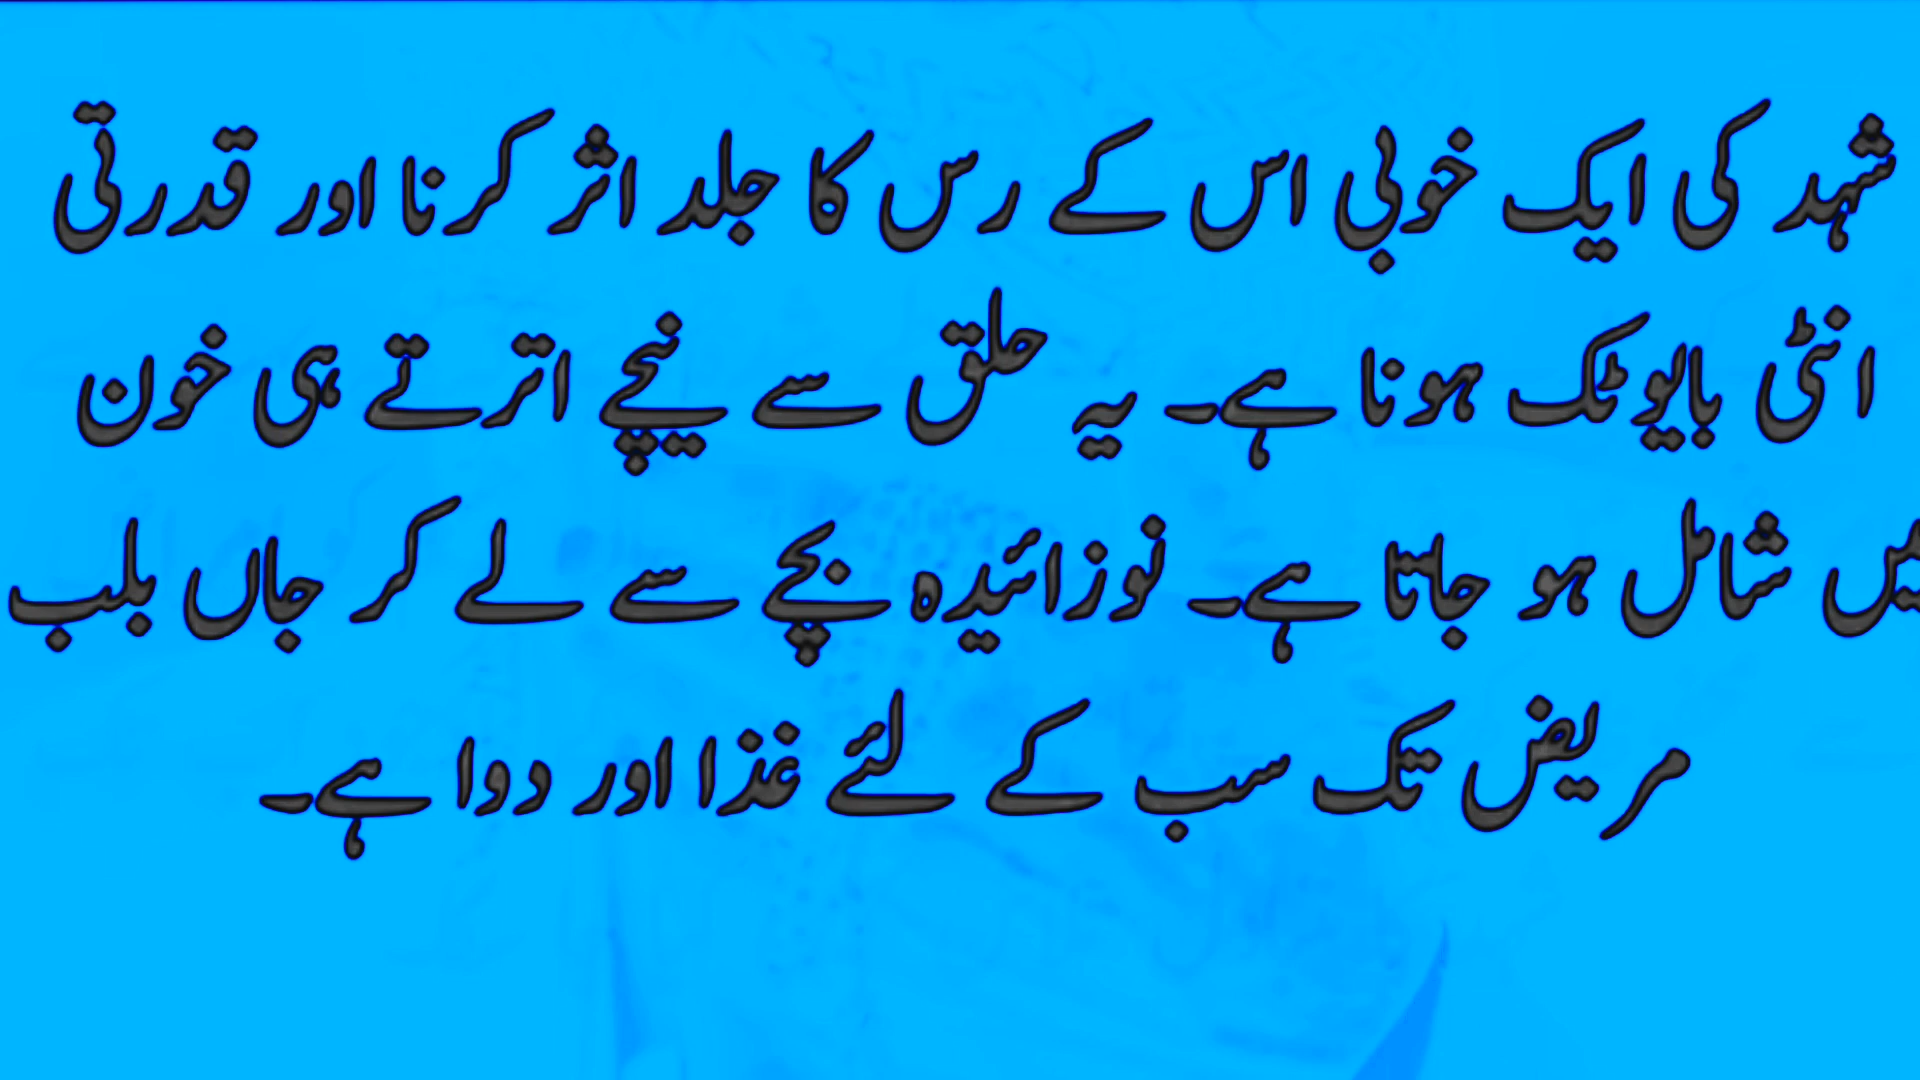 شہد کی ایک خوبی اس کے رس کا جلد اثر کرنا اور قدرتی
انٹی بایوٹک ہونا ہے۔ یہ حلق سے نیچے اترتے ہی خون
میں شامل ہو جاتا ہے۔ نوزائیدہ بچے سے لے کر جاں بلب
مریض تک سب کے لئے غذا اور دوا ہے۔